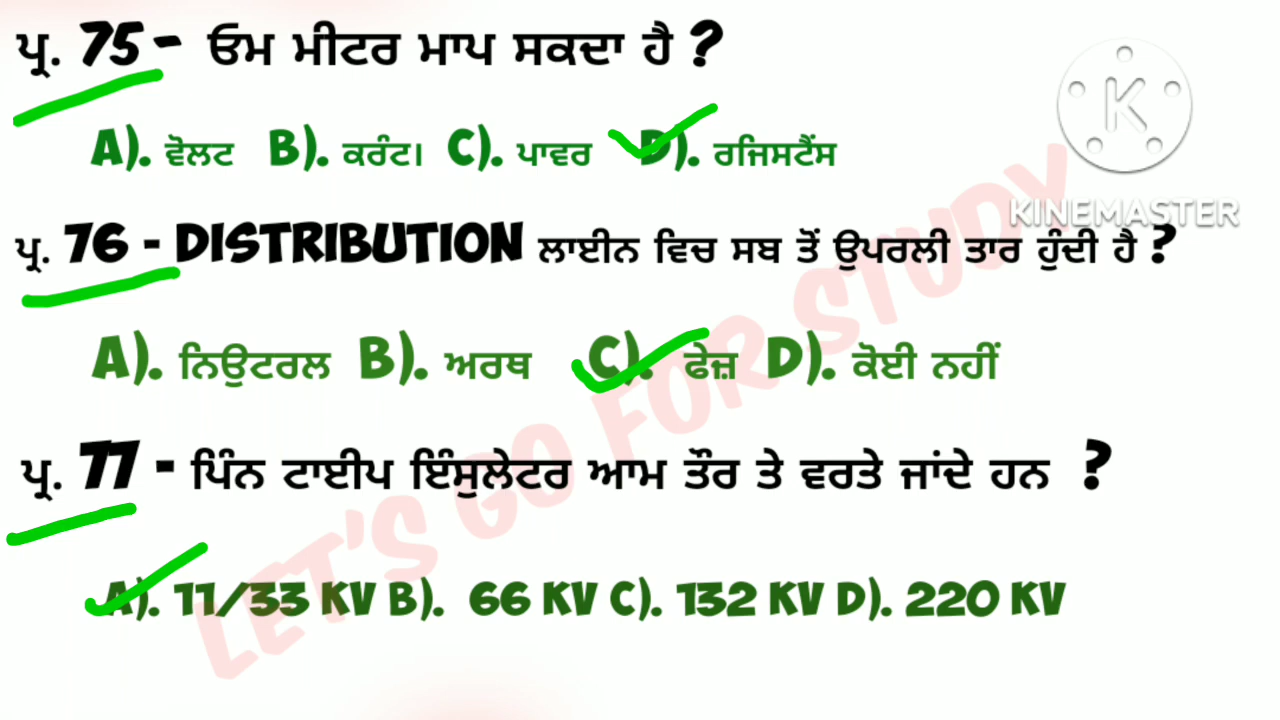 ਪ੍ਰ. 75 - ਓਮ ਮੀਟਰ ਮਾਪ ਸਕਦਾ ਹੈ ?
A). ਵੋਲਟ B). ਕਰੰਟ। C). ਪਾਵਰ D). ਰਜਿਸਟੈਂਸ
KINEMASTER
ਪ੍ਰ. 76 - DISTRIBUTION ਲਾਈਨ ਵਿਚ ਸਬ ਤੋਂ ਉਪਰਲੀ ਤਾਰ ਹੁੰਦੀ ਹੈ ?
A). ਨਿਉਟਰਲ B). ਅਰਥ C). ਫੇਜ਼ D). ਕੋਈ ਨਹੀਂ
ਪ੍ਰ. 77 - ਪਿੰਨ ਟਾਈਪ ਇੰਸੁਲੇਟਰ ਆਮ ਤੌਰ ਤੇ ਵਰਤੇ ਜਾਂਦੇ ਹਨ ?
A). 11/33 KV B). 66 KV C). 132 KV D). 220 KV
LET'S GO FOR STUDY